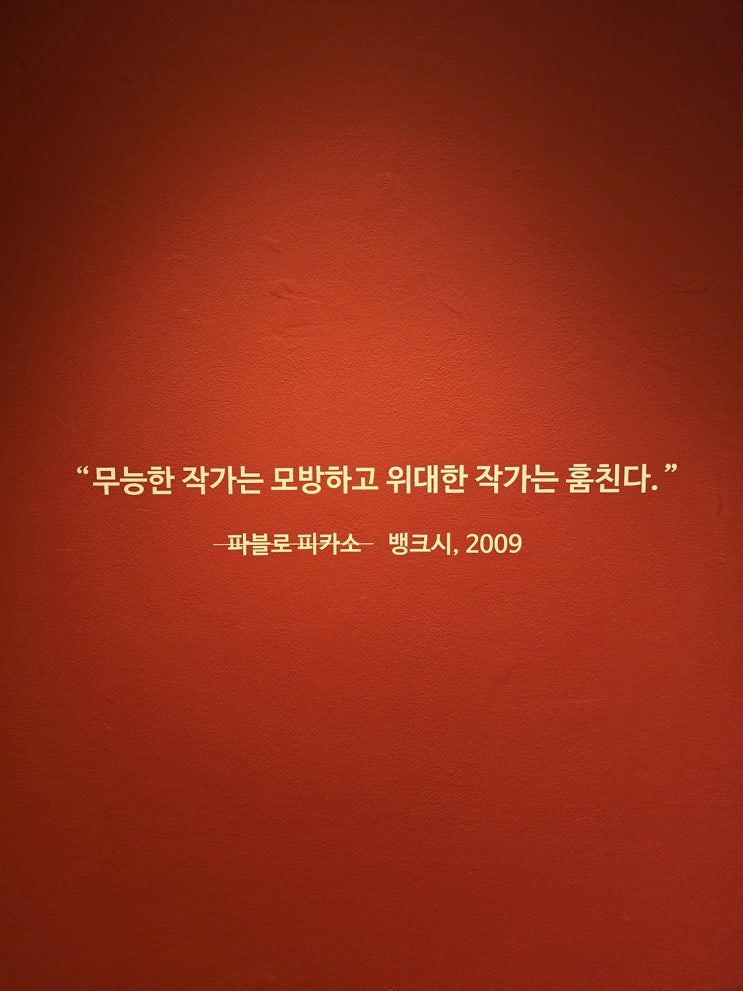 “무능한 작가는 모방하고 위대한 작가는 훔친다.”
파블로 피카소 뱅크시, 2009